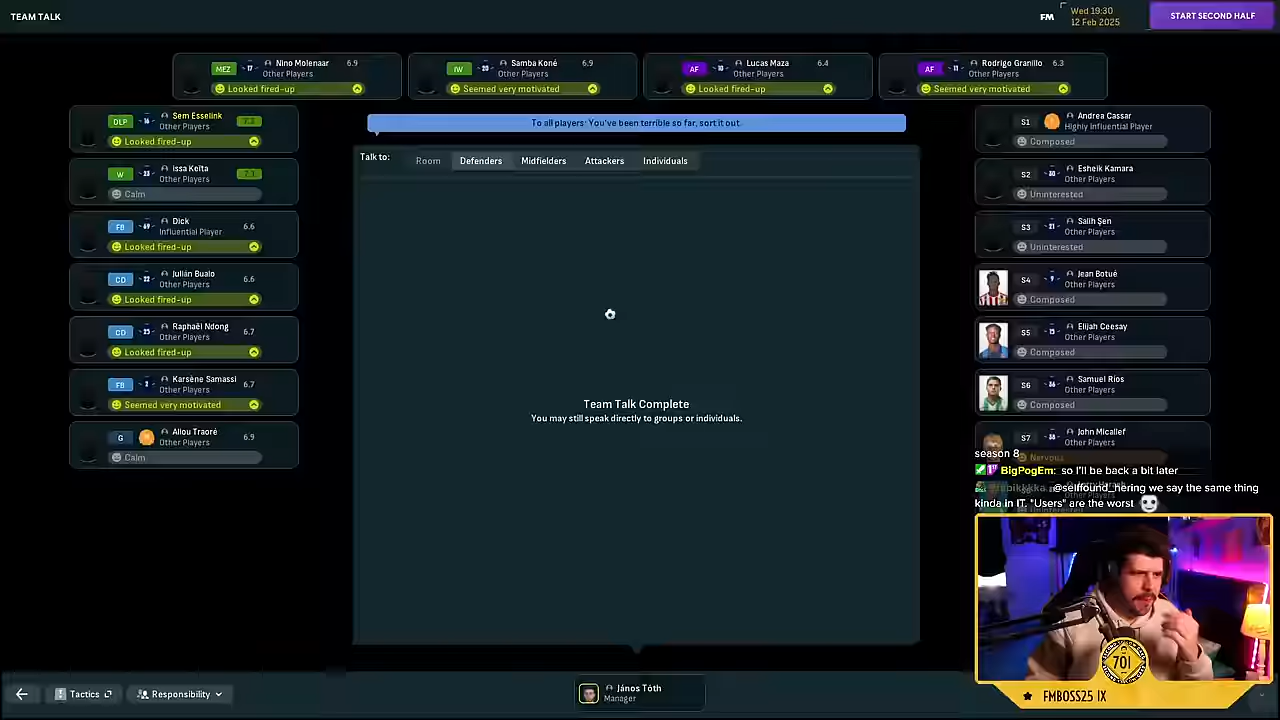 TEAM TALK
FM
Wed 19:30
12 Feb 2025
START SECOND HALF
MEZ 17 Nino Molenaar 6.9
Other Players
Looked fired-up
IW Samba Koné 6.9
Other Players
Seemed very motivated
AF Lucas Maza 6.4
Other Players
Looked fired-up
AF Rodrigo Granillo 6.3
Other Players
Seemed very motivated
DLP Sem Esselink
Other Players
Looked fired-up
W Issa Keïta 7.1
Other Players
Calm
FB Dick 6.6
Influential Player
Looked fired-up
CD 22 Julián Bualo 6.6
Other Players
Looked fired-up
CD Raphaël Ndong 6.7
Other Players
Looked fired-up
FB 2 Karsène Samassi 6.7
Other Players
Seemed very motivated
G Aliou Traoré 6.9
Other Players
Calm
To all players: You've been terrible so far, sort it out.
Talk to:
Room Defenders Midfielders Attackers Individuals
Team Talk Complete
You may still speak directly to groups or individuals.
S1 Andrea Cassar
Highly Influential Player
Composed
S2 Esheik Kamara
Other Players
Uninterested
S3 21 Salih Şen
Other Players
Uninterested
S4 Jean Botué
Other Players
Composed
S5 Elijah Ceesay
Other Players
Composed
S6 Samuel Ríos
Other Players
Composed
S7 John Micallef
Other Players
Nervous
season 8
BigPogEm: so I'll be back a bit later
we say the same thing
kinda in IT. "Users" are the worst
701
FMBOSS25 IX
Tactics
Responsibility
János Tóth
Manager